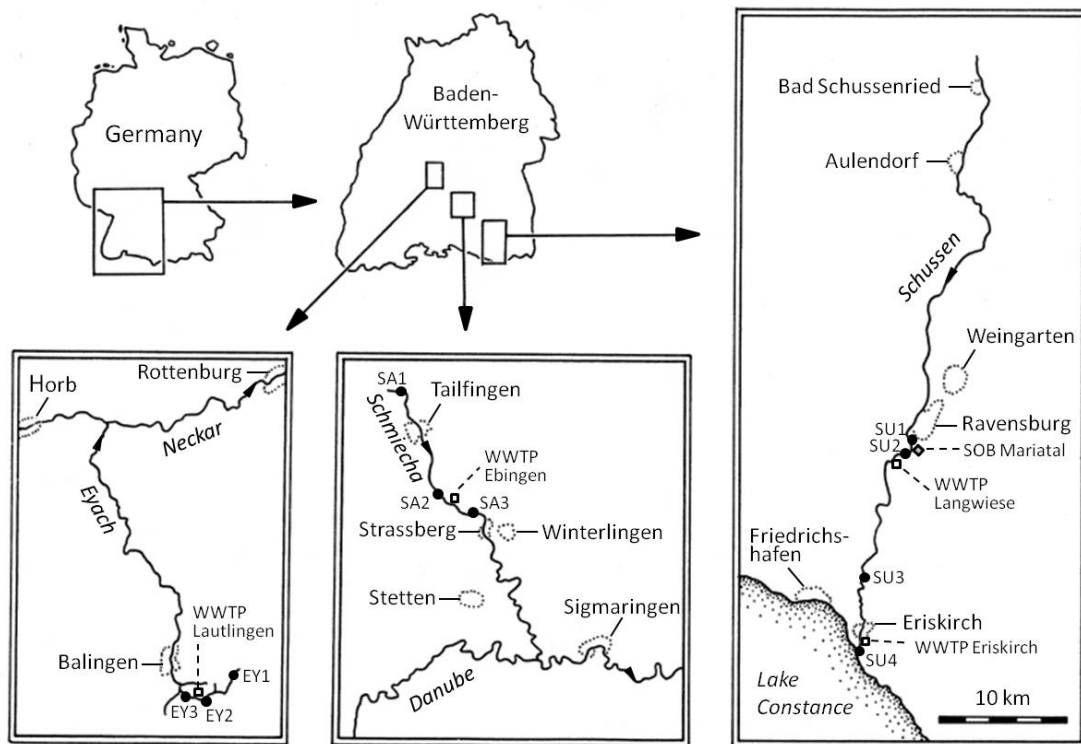 Germany
Baden-
Württemberg
Horb
Rottenburg
Neckar
Eyach
WWTP
Lautlingen
Balingen
EY1
EY3
EY2
SA1
Tailfingen
Schmiecha
WWTP
Ebingen
SA2
SA3
Strassberg
Winterlingen
Stetten
Sigmaringen
Danube
Bad Schussenried
Aulendorf
Schussen
Weingarten
SU1
Ravensburg
SU2
SOB Mariatal
WWTP
Langwiese
Friedrichs-
hafen
SU3
Eriskirch
WWTP Eriskirch
SU4
Lake
Constance
10 km